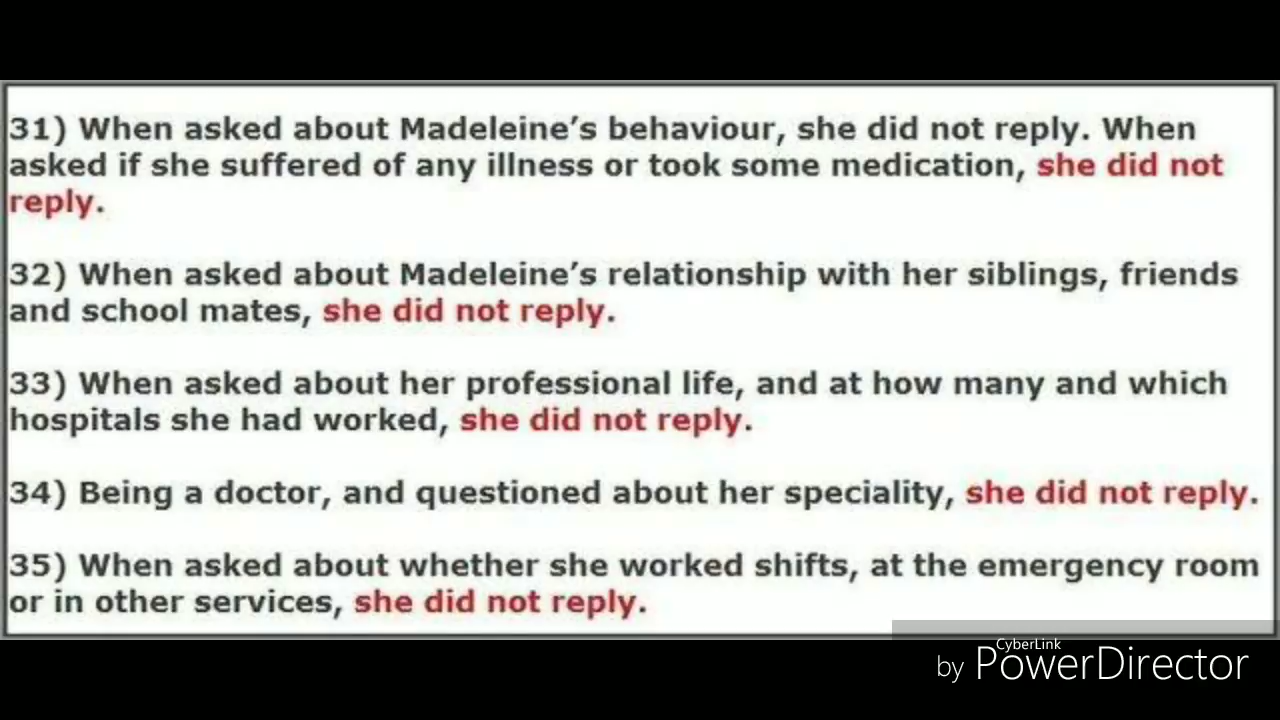 31) When asked about Madeleine’s behaviour, she did not reply. When
asked if she suffered of any illness or took some medication, she did not
reply.
32) When asked about Madeleine’s relationship with her siblings, friends
and school mates, she did not reply.
33) When asked about her professional life, and at how many and which
hospitals she had worked, she did not reply.
34) Being a doctor, and questioned about her speciality, she did not reply.
35) When asked about whether she worked shifts, at the emergency room
or in other services, she did not reply.
CyberLink
by PowerDirector